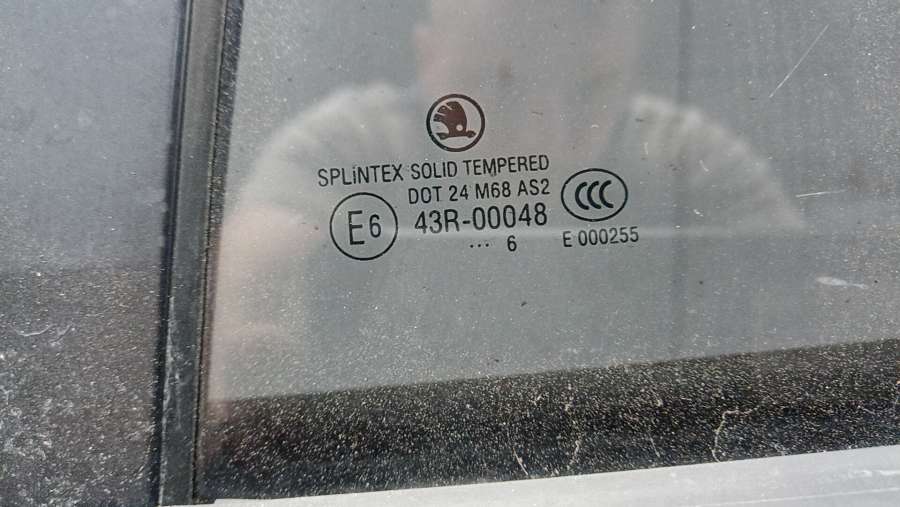 SPLiNTEX SOLID TEMPERED
DOT 24 M68 AS2
E6 43R-00048 CCC
... 6 E 000255